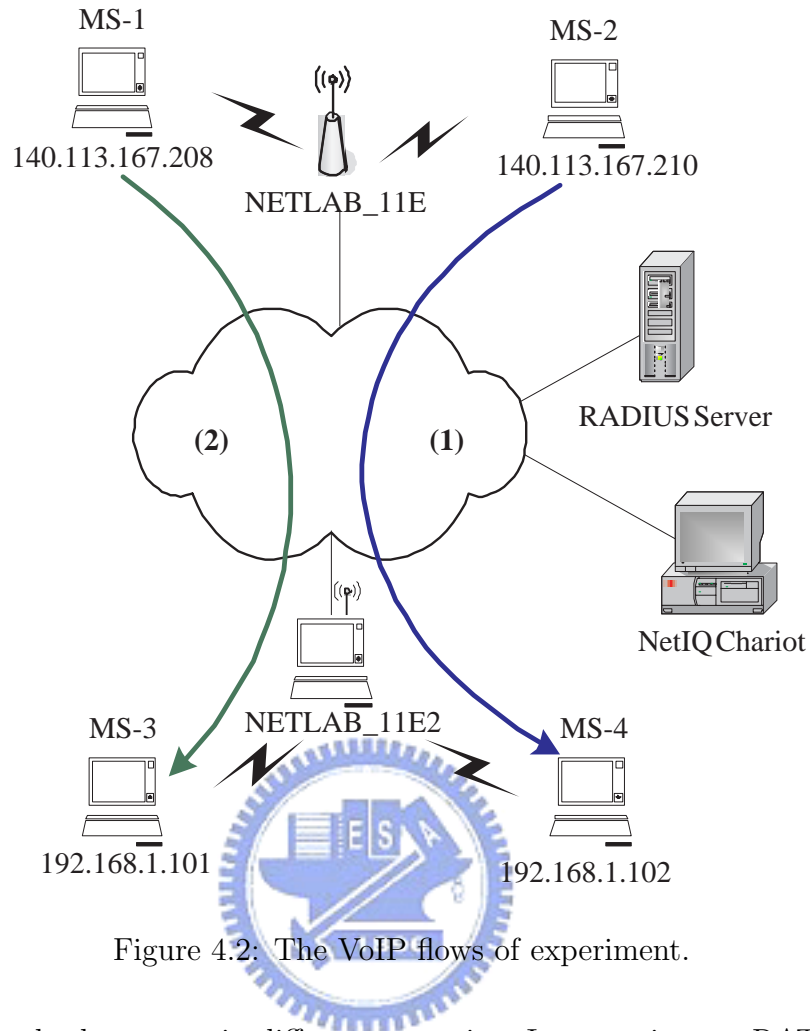 MS-1
MS-2
140.113.167.208
140.113.167.210
NETLAB_11E
RADIUS Server
(2)
(1)
NetIQ Chariot
MS-3
NETLAB_11E2
MS-4
ESA
192.168.1.101
192.168.1.102
Figure 4.2: The VoIP flows of experiment.